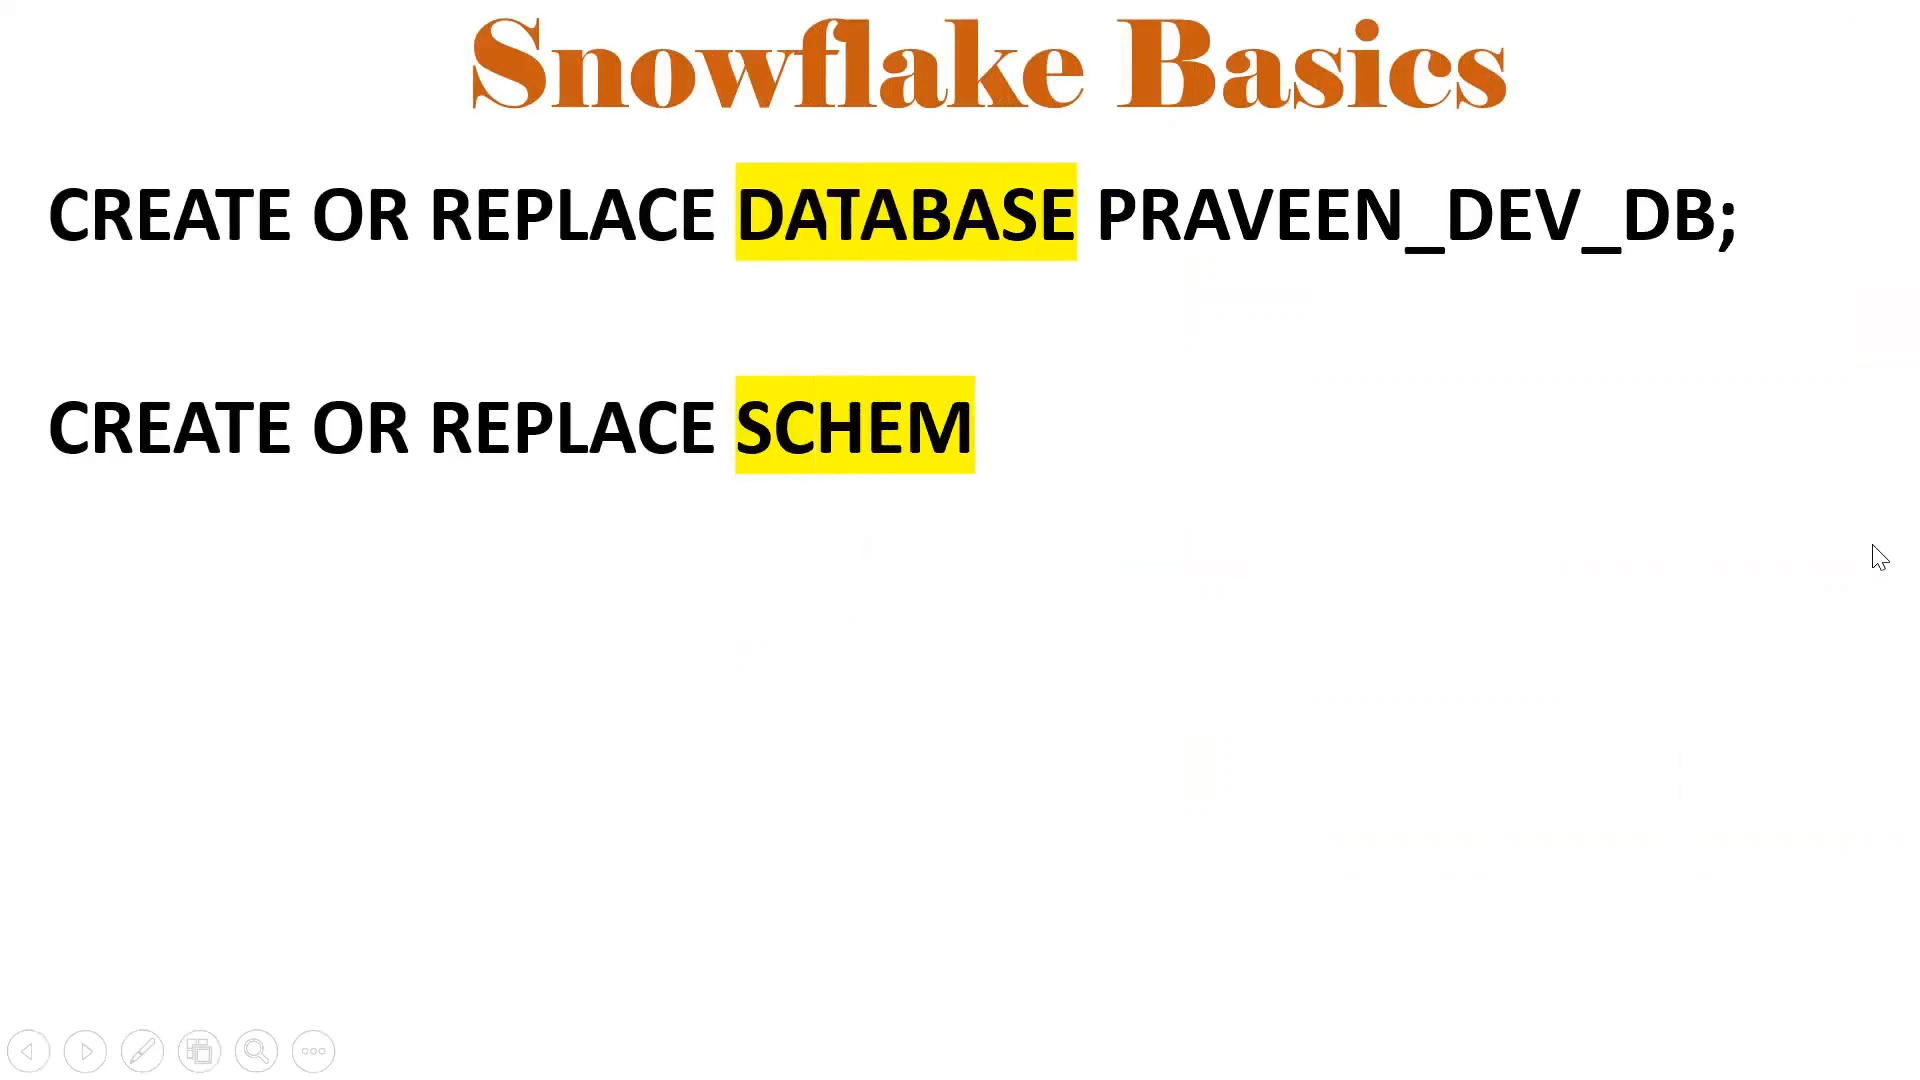 Snowflake Basics
CREATE OR REPLACE DATABASE PRAVEEN_DEV_DB;
CREATE OR REPLACE SCHEM